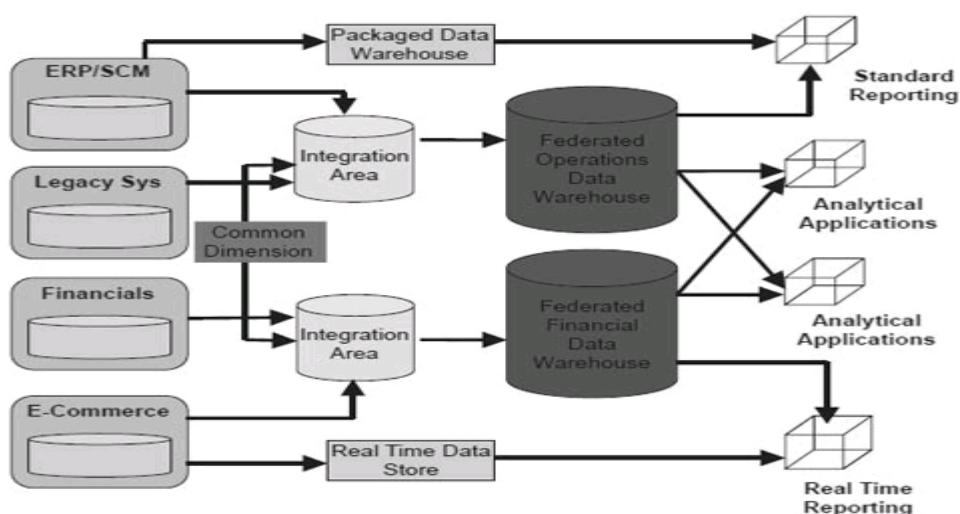 Packaged Data
Warehouse
ERP/SCM
Standard
Reporting
Integration
Area
Federated
Operations
Data
Warehouse
Legacy Sys
Analytical
Applications
Common
Dimension
Financials
Integration
Area
Federated
Financial
Data
Warehouse
Analytical
Applications
E-Commerce
Real Time Data
Store
Real Time
Reporting